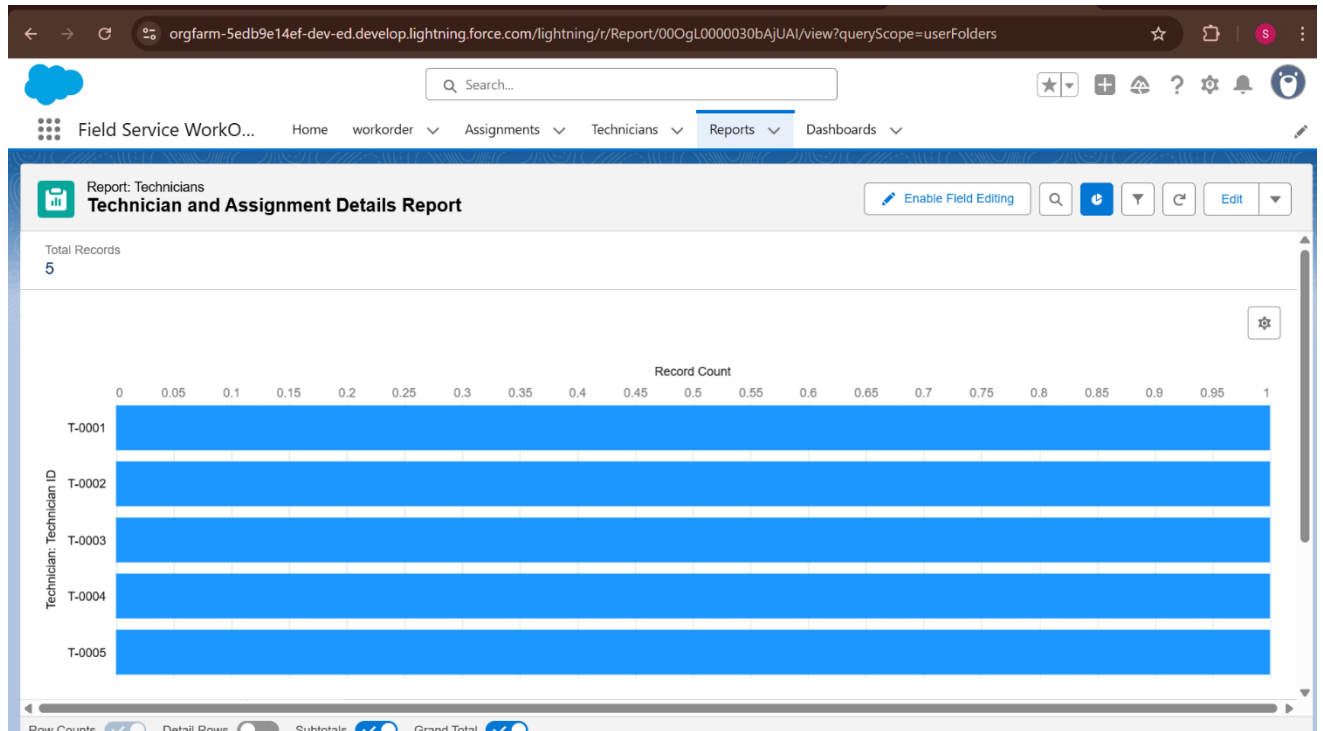 orgfarm-5edb9e14ef-dev-ed.develop.lightning.force.com/lightning/r/Report/00OgL0000030bAjUAI/view?queryScope=userFolders
S
Search...
Field Service WorkO... Home workorder Assignments Technicians Reports Dashboards
Report: Technicians
Technician and Assignment Details Report
Enable Field Editing
Edit
Total Records
5
Record Count
0 0.05 0.1 0.15 0.2 0.25 0.3 0.35 0.4 0.45 0.5 0.55 0.6 0.65 0.7 0.75 0.8 0.85 0.9 0.95 1
Technician: Technician ID
T-0001
T-0002
T-0003
T-0004
T-0005
Row Counts Detail Rows Subtotals Grand Total